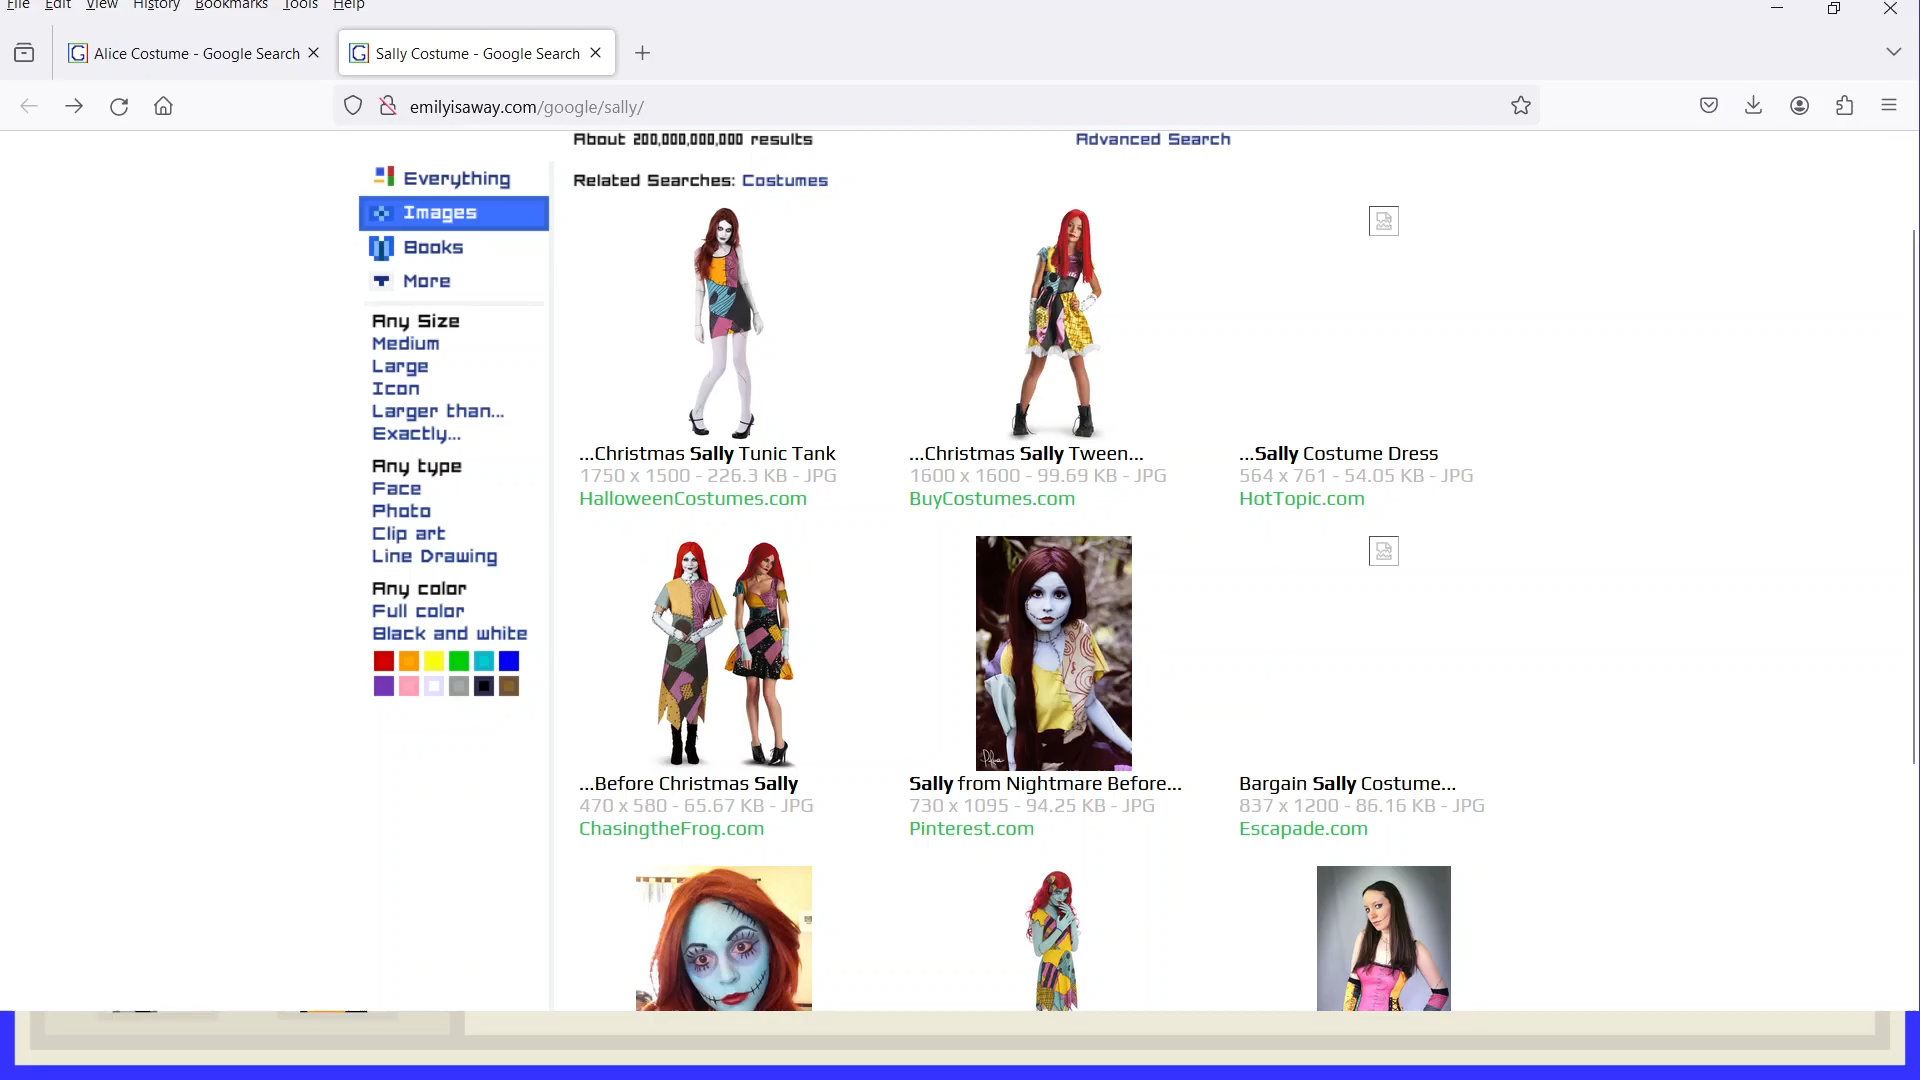 File Edit View History Bookmarks Tools Help
Alice Costume - Google Search
Sally Costume - Google Search
emilyisaway.com/google/sally/
About 200,000,000,000 results
Advanced Search
Related Searches: Costumes
Everything
Images
Books
More
Any Size
Medium
Large
Icon
Larger than...
Exactly...
Any type
Face
Photo
Clip art
Line Drawing
Any color
Full color
Black and white
...Christmas Sally Tunic Tank
1750 x 1500 - 226.3 KB - JPG
HalloweenCostumes.com
...Christmas Sally Tween...
1600 x 1600 - 99.69 KB - JPG
BuyCostumes.com
...Sally Costume Dress
564 x 761 - 54.05 KB - JPG
HotTopic.com
...Before Christmas Sally
470 x 580 - 65.67 KB - JPG
ChasingtheFrog.com
Sally from Nightmare Before...
730 x 1095 - 94.25 KB - JPG
Pinterest.com
Bargain Sally Costume...
837 x 1200 - 86.16 KB - JPG
Escapade.com